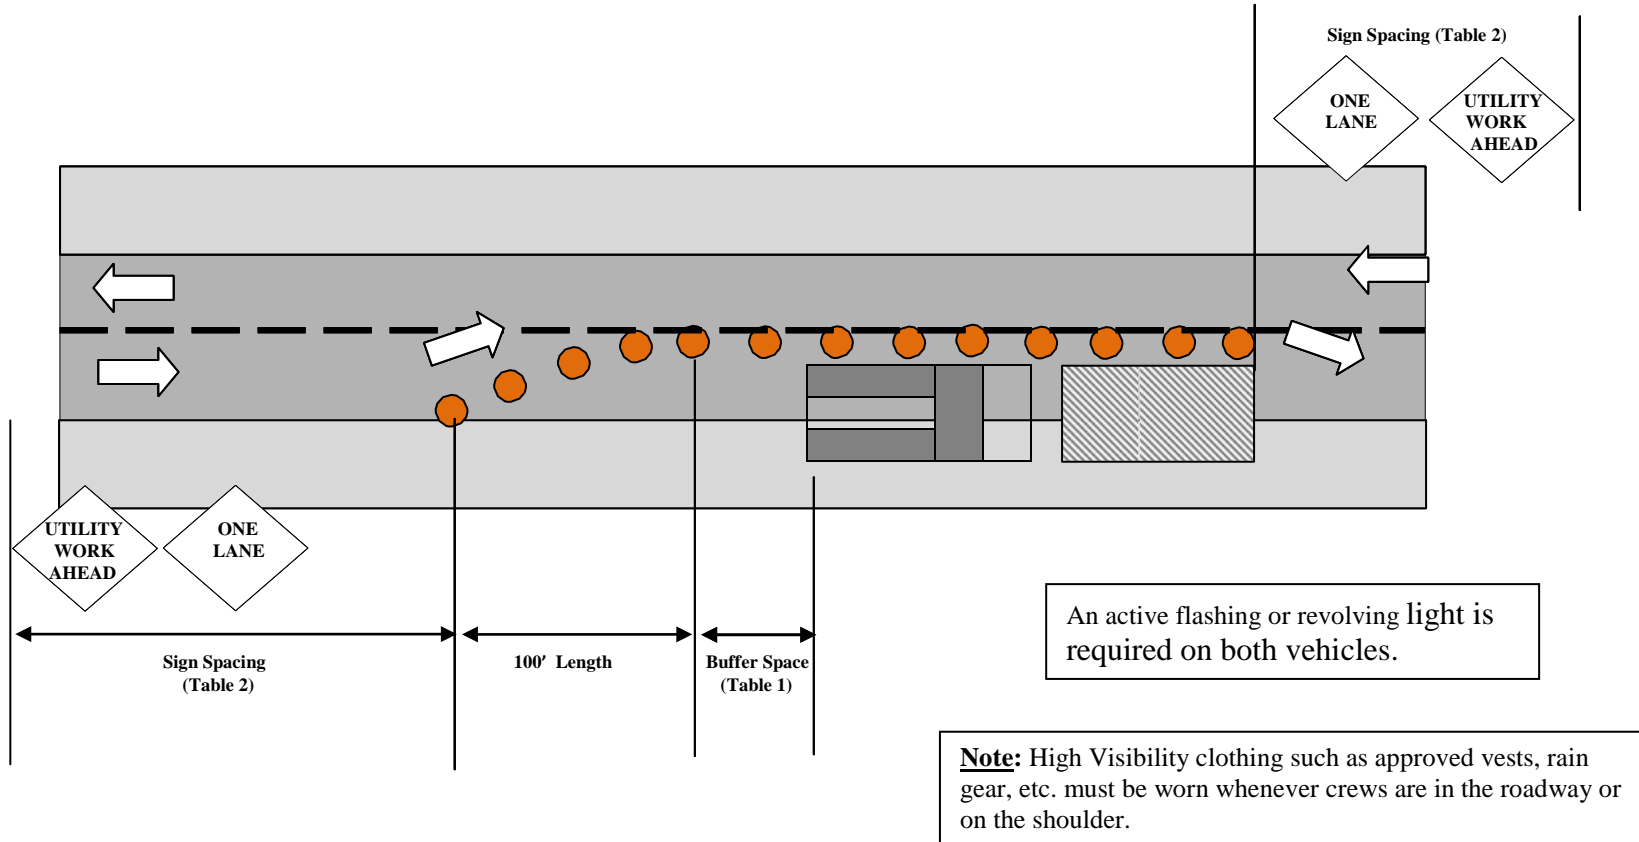 Sign Spacing (Table 2)
ONE
LANE
UTILITY
WORK
AHEAD
UTILITY
WORK
AHEAD
ONE
LANE
Sign Spacing
(Table 2)
100′ Length
Buffer Space
(Table 1)
An active flashing or revolving light is
required on both vehicles.
Note: High Visibility clothing such as approved vests, rain
gear, etc. must be worn whenever crews are in the roadway or
on the shoulder.